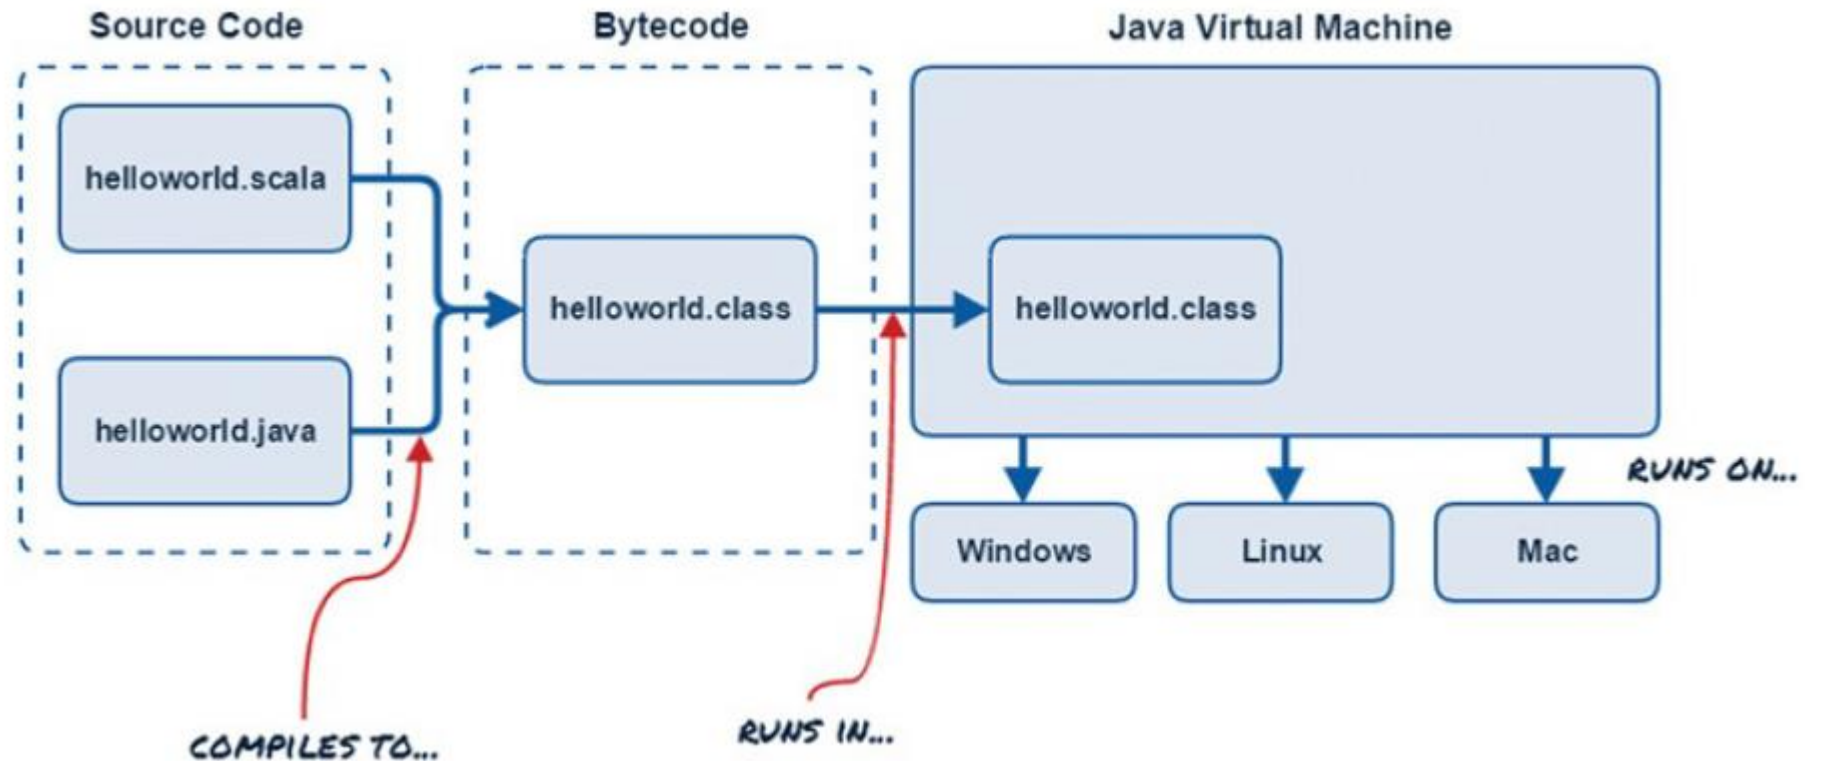 Source Code
Bytecode
Java Virtual Machine
helloworld.scala
helloworld.java
helloworld.class
helloworld.class
RUNS ON...
Windows
Linux
Mac
COMPILES TO...
RUNS IN...